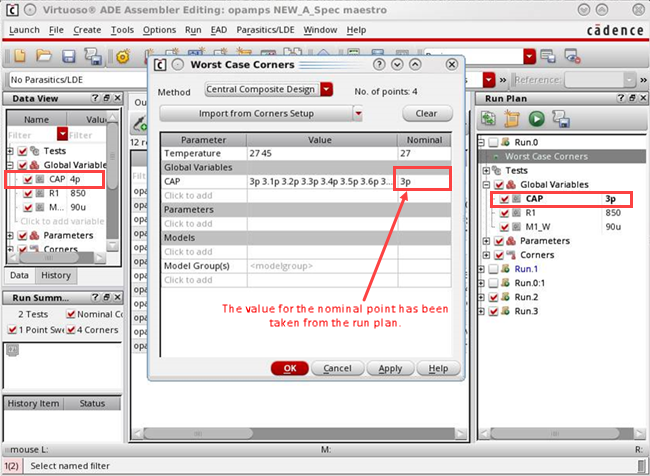 Virtuoso® ADE Assembler Editing: opamps NEW_A_Spec maestro
Launch File Create Tools Options Run EAD Parasitics/LDE Window Help
cādence
No Parasitics/LDE
Reference:
Data View
Name Value
Filter Filter
Tests
Global Variable
CAP 4p
R1 850
M... 90u
Click to add variable
Parameters
Corners
Data History
Run Summ...
2 Tests Nominal Co
1 Point Swe 4 Corners
History Item Status
Ou
12 re
opa
Worst Case Corners
Method Central Composite Design No. of points: 4
Import from Corners Setup Clear
Parameter Value Nominal
Temperature 27 45 27
Global Variables
CAP 3p 3.1p 3.2p 3.3p 3.4p 3.5p 3.6p 3... 3p
Click to add
Parameters
Click to add
Models
Model Group(s) <modelgroup>
Click to add
The value for the nominal point has been
taken from the run plan.
OK Cancel Apply Help
Run Plan
Run.0
Worst Case Corners
Tests
Global Variables
CAP 3p
R1 850
M1_W 90u
Parameters
Corners
Run.1
Run.0:1
Run.2
Run.3
mouse L: M: R:
1(2) Select named filter